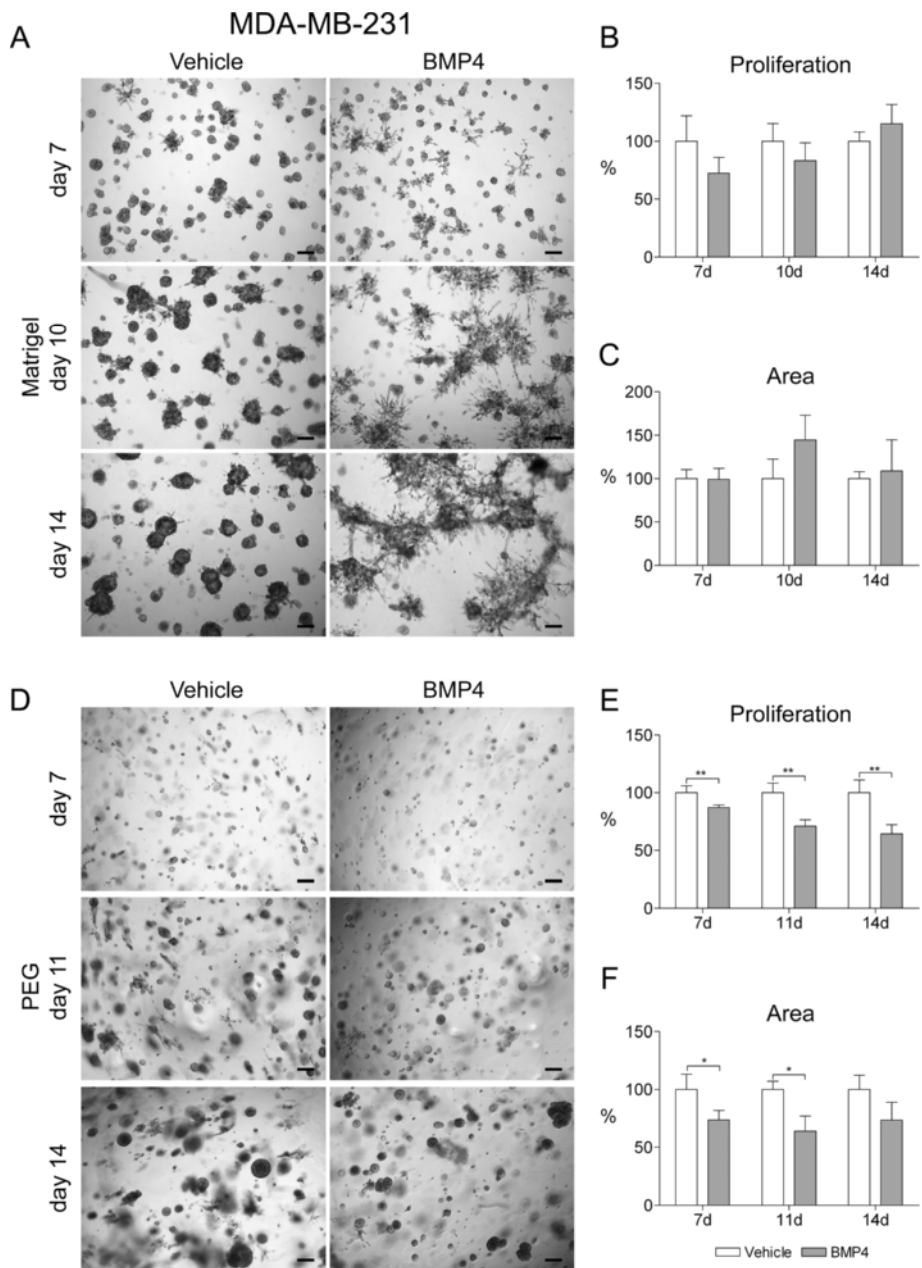 MDA-MB-231
A
Vehicle
BMP4
Matrigel
day 7
day 10
day 14
B
Proliferation
150
100
%
50
0
7d
10d
14d
C
Area
200
150
%
100
50
0
7d
10d
14d
D
Vehicle
BMP4
PEG
day 7
day 11
day 14
E
Proliferation
150
100
%
50
0
**
**
**
7d
11d
14d
F
Area
150
100
%
50
0
*
*
7d
11d
14d
Vehicle
BMP4